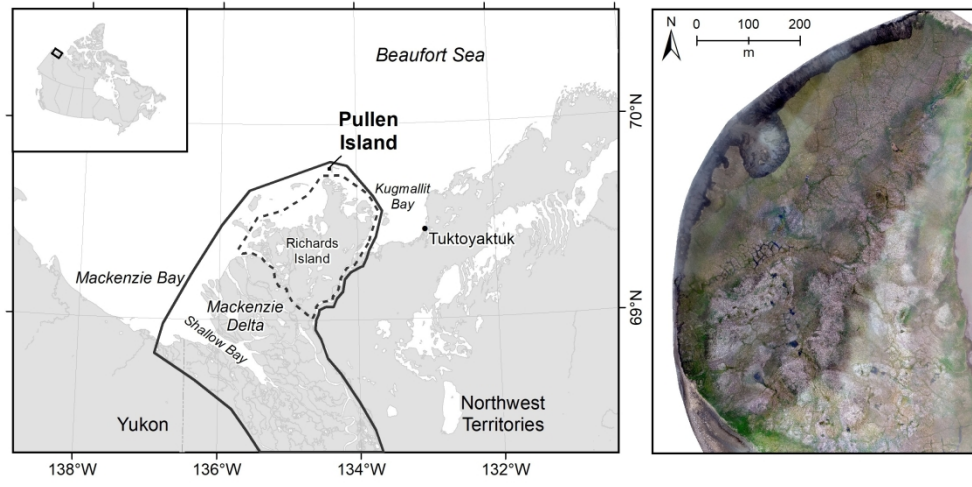 Beaufort Sea
70°N
Pullen
Island
Kugmallit
Bay
Tuktoyaktuk
Richards
Island
Mackenzie Bay
Mackenzie
Delta
69°N
Shallow Bay
Yukon
Northwest
Territories
138°W
136°W
134°W
132°W
N
0 100 200
m